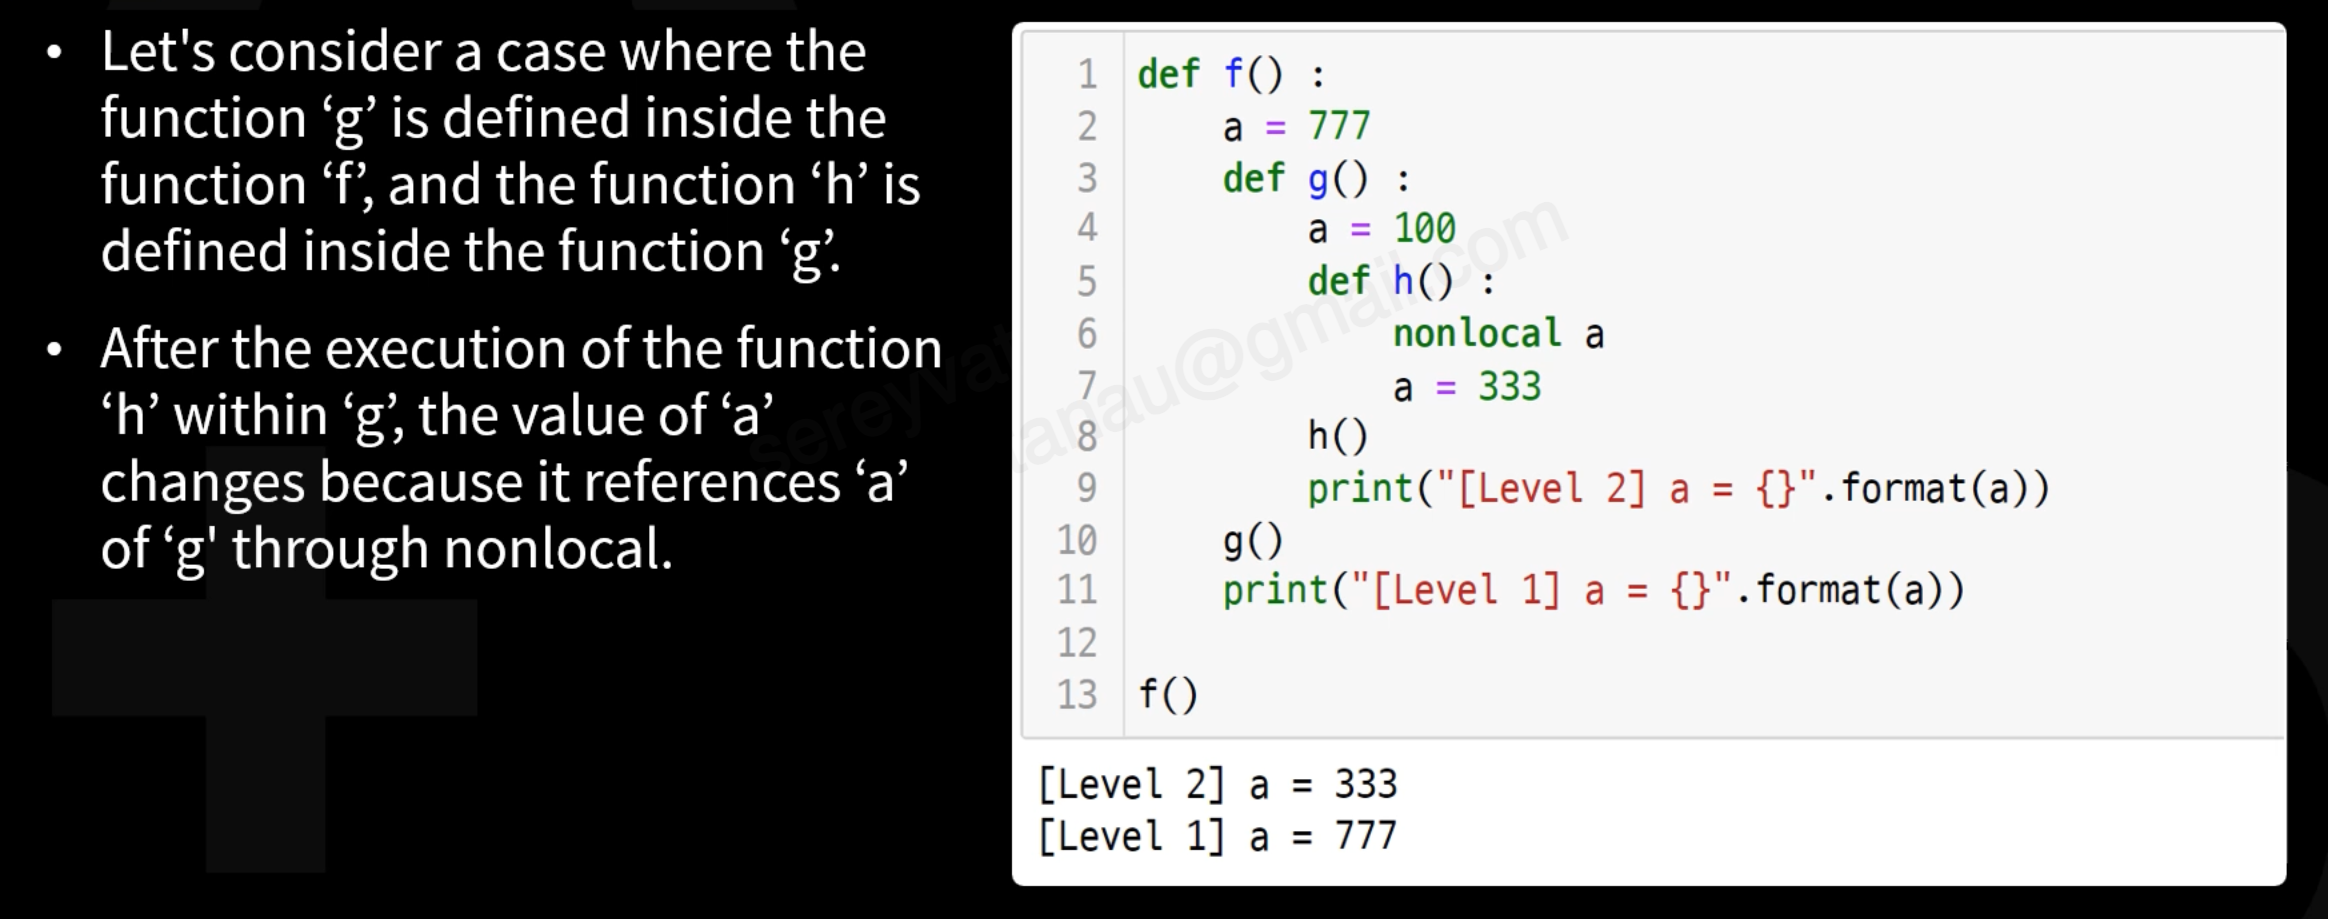 • Let's consider a case where the
function ‘g’ is defined inside the
function ‘f’, and the function ‘h’ is
defined inside the function ‘g’.
• After the execution of the function
‘h’ within ‘g’, the value of ‘a’
changes because it references ‘a’
of ‘g' through nonlocal.
1 def f() :
2     a = 777
3     def g() :
4         a = 100
5         def h() :
6             nonlocal a
7             a = 333
8         h()
9         print("[Level 2] a = {}".format(a))
10     g()
11     print("[Level 1] a = {}".format(a))
12
13 f()
[Level 2] a = 333
[Level 1] a = 777